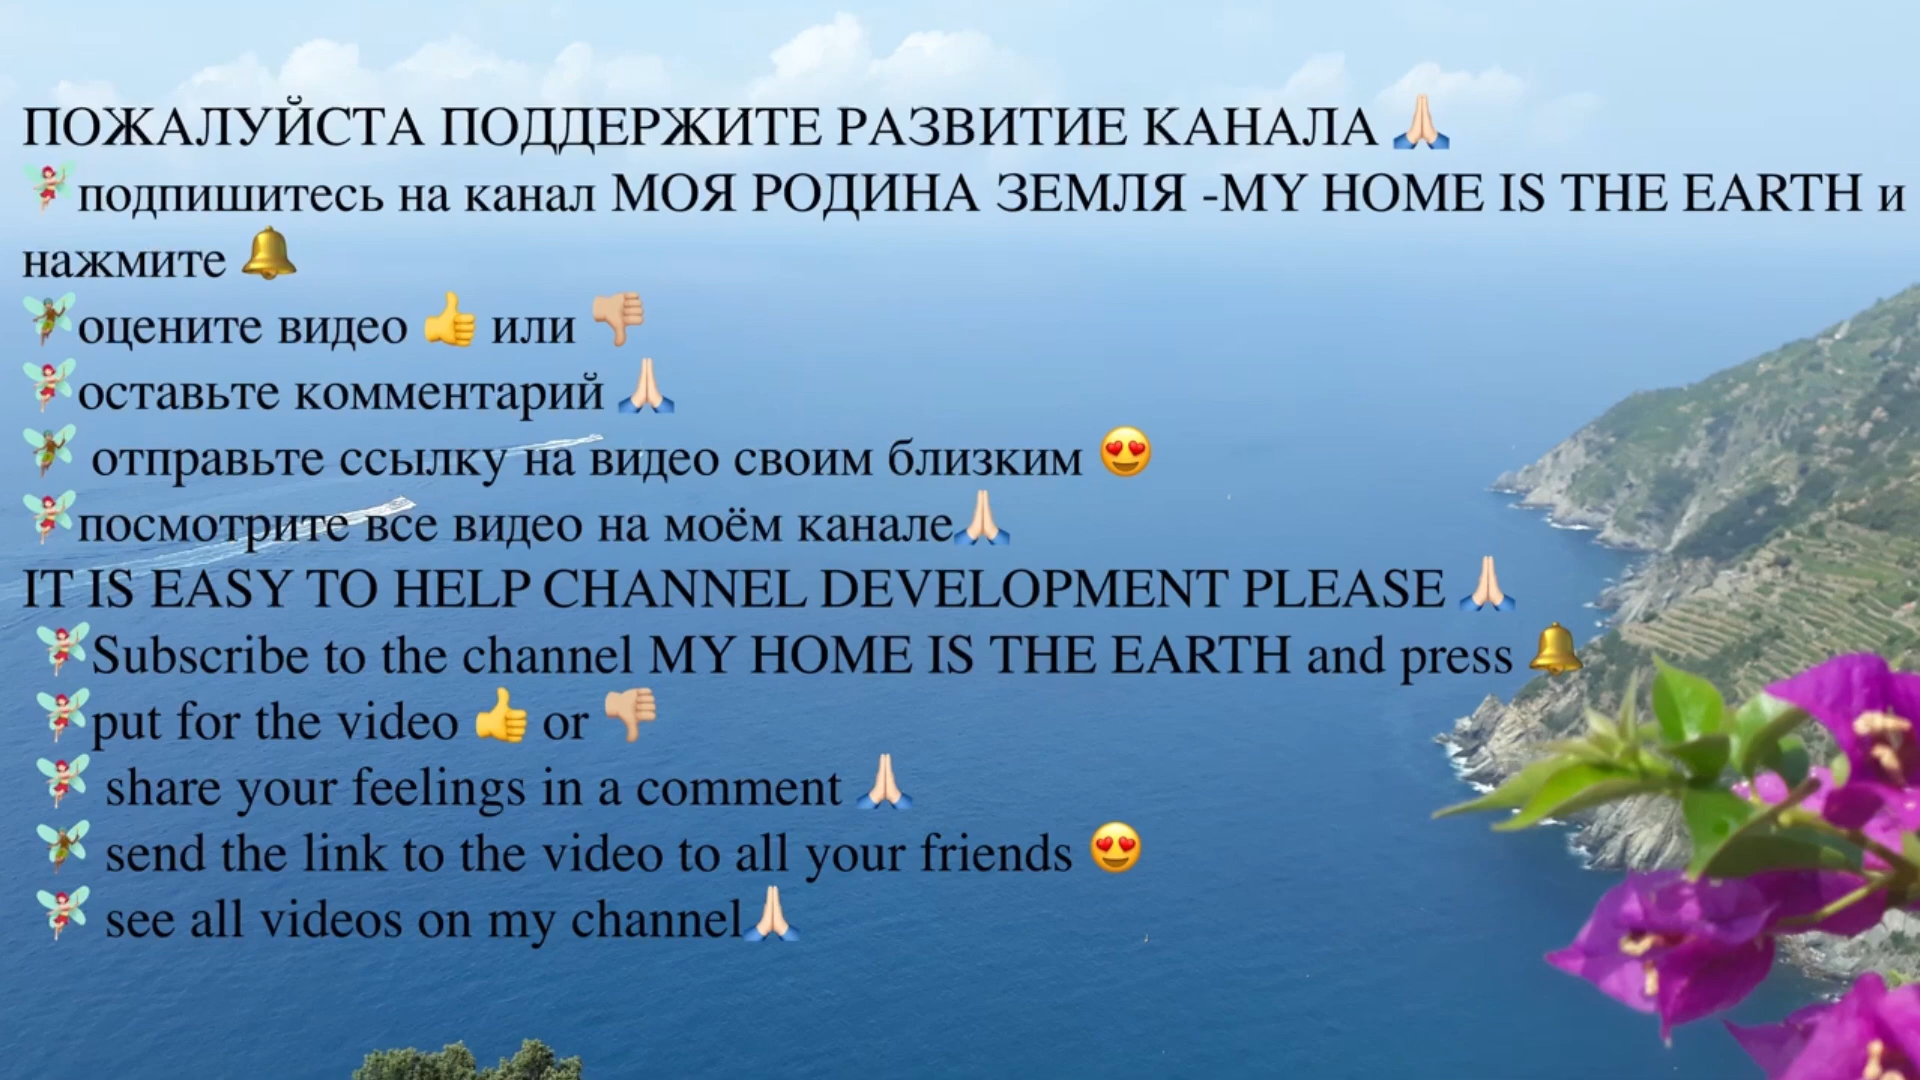 ПОЖАЛУЙСТА ПОДДЕРЖИТЕ РАЗВИТИЕ КАНАЛА 🙏🏻
🧚🏻подпишитесь на канал МОЯ РОДИНА ЗЕМЛЯ -MY HOME IS THE EARTH и
нажмите 🔔
🧚🏾оцените видео 👍 или 👎🏼
🧚🏻оставьте комментарий 🙏🏻
🧚🏾 отправьте ссылку на видео своим близким 😍
🧚🏻посмотрите все видео на моём канале🙏🏻
IT IS EASY TO HELP CHANNEL DEVELOPMENT PLEASE 🙏🏻
🧚🏻Subscribe to the channel MY HOME IS THE EARTH and press 🔔
🧚🏻put for the video 👍 or 👎🏼
🧚🏻 share your feelings in a comment 🙏🏻
🧚🏾 send the link to the video to all your friends 😍
🧚🏻 see all videos on my channel🙏🏻